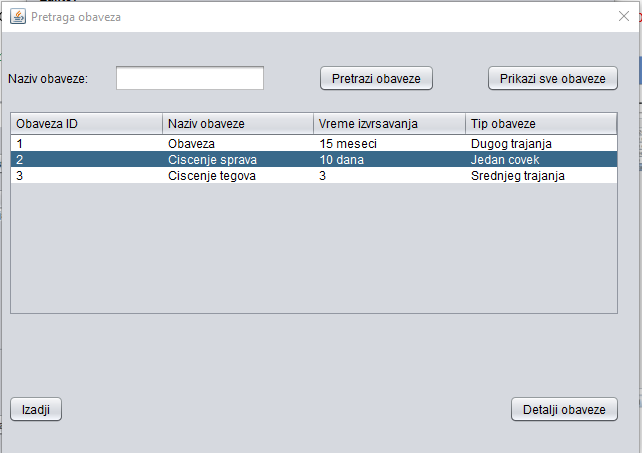 Pretraga obaveza
Naziv obaveze: Pretrazi obaveze Prikazi sve obaveze
Obaveza ID Naziv obaveze Vreme izvrsavanja Tip obaveze
1 Obaveza 15 meseci Dugog trajanja
2 Ciscenje sprava 10 dana Jedan covek
3 Ciscenje tegova 3 Srednjeg trajanja
Izadji Detalji obaveze